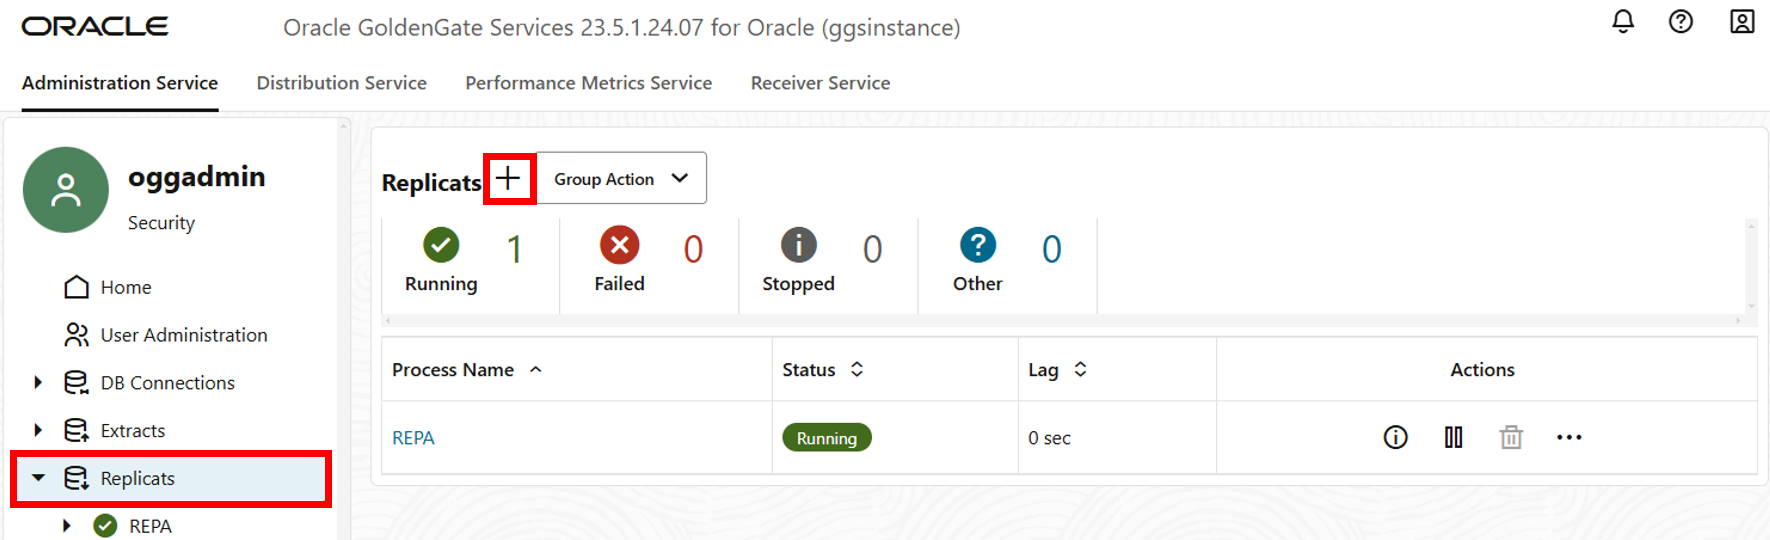 ORACLE
Oracle GoldenGate Services 23.5.1.24.07 for Oracle (ggsinstance)
Administration Service
Distribution Service
Performance Metrics Service
Receiver Service
oggadmin
Security
Home
User Administration
DB Connections
Extracts
Replicats
REPA
Replicats
Group Action
1
Running
0
Failed
0
Stopped
0
Other
Process Name
Status
Lag
Actions
REPA
Running
0 sec